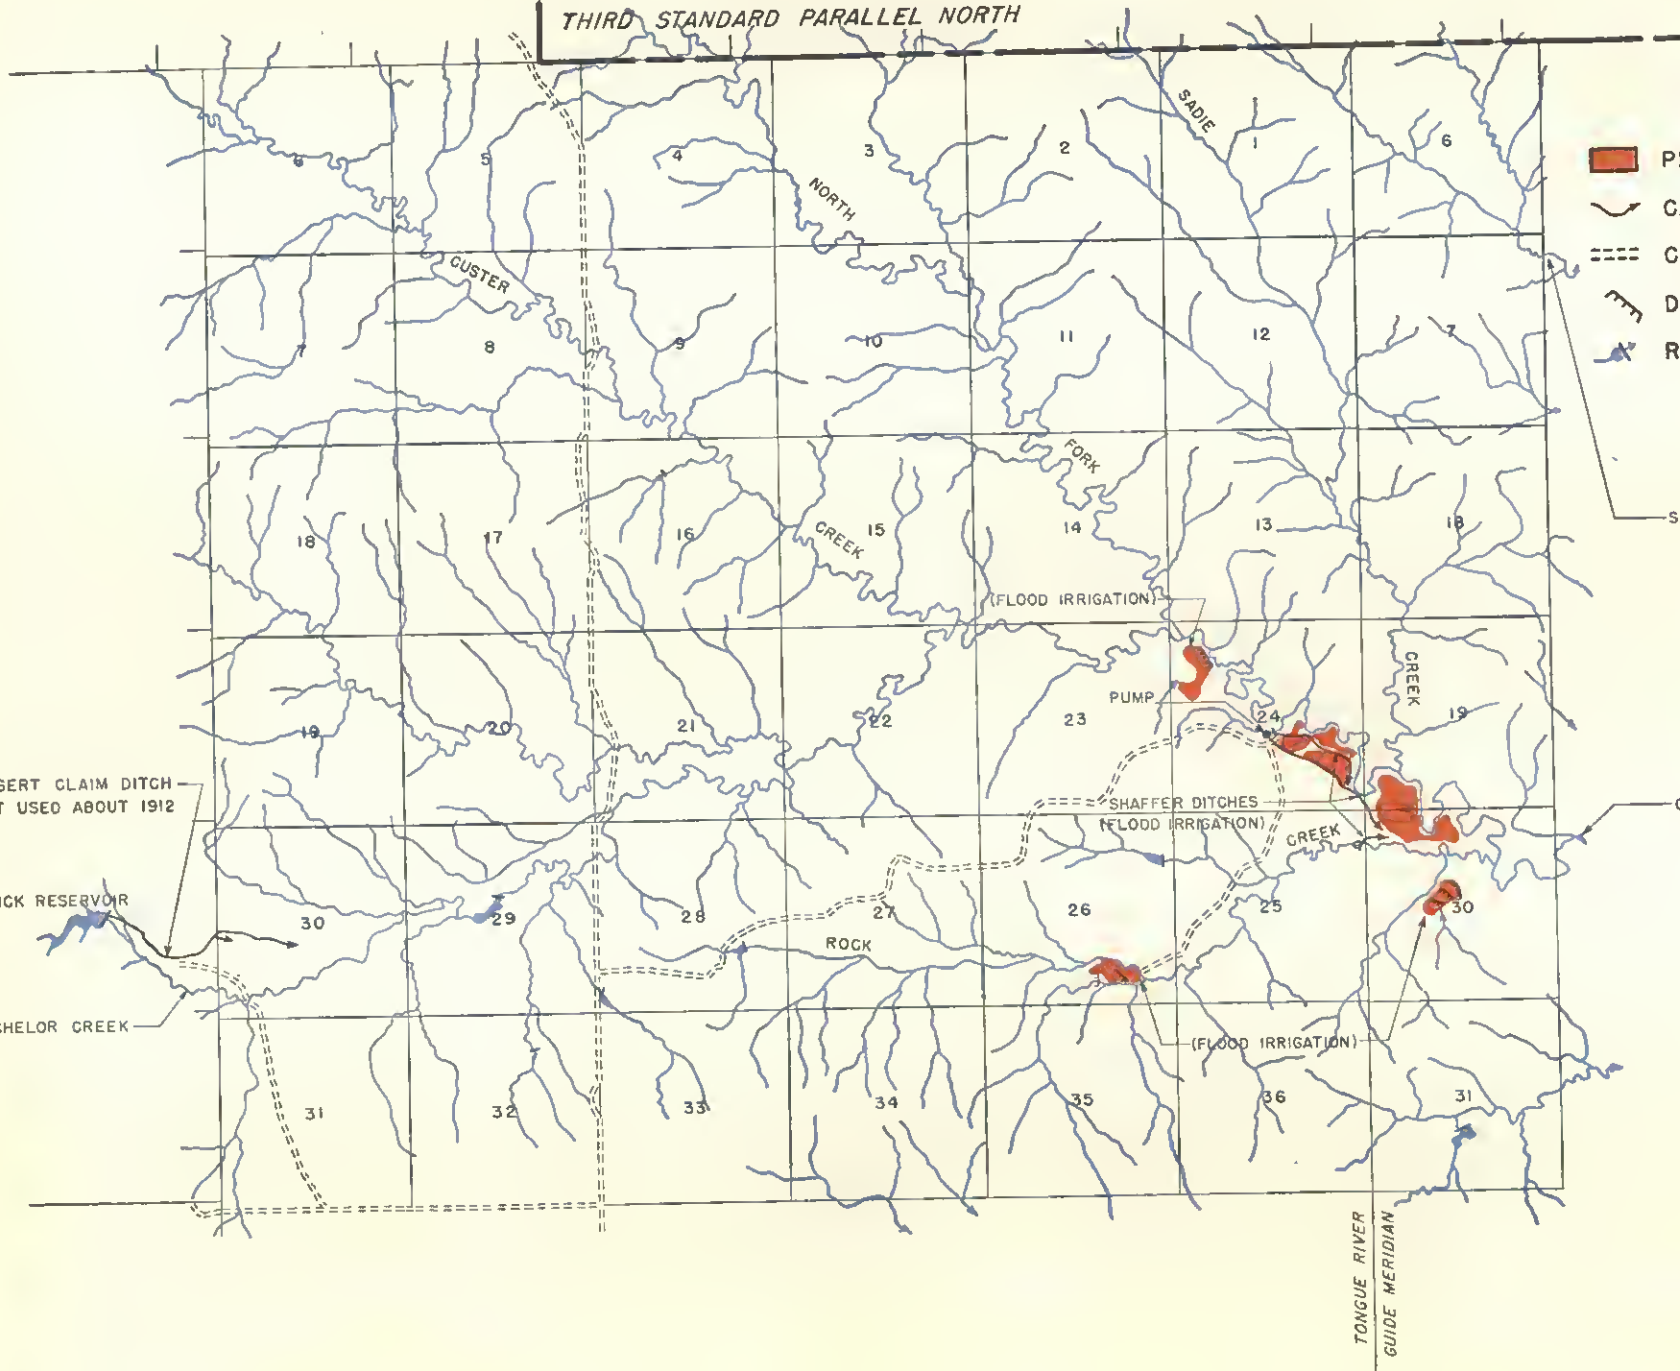 THIRD STANDARD PARALLEL NORTH
6 5 4 3 2 1 6
SADIE
NORTH
CUSTER
7 8 9 10 11 12 7
FORK
18 17 16 15 14 13 18
CREEK
(FLOOD IRRIGATION)
CREEK
PUMP
19 20 21 22 23 24 19
SERT CLAIM DITCH
T USED ABOUT 1912
SHAFFER DITCHES
(FLOOD IRRIGATION)
CREEK
CK RESERVOIR
30 29 28 27 26 25 30
ROCK
CHELOR CREEK
(FLOOD IRRIGATION)
31 32 33 34 35 36 31
TONGUE RIVER
GUIDE MERIDIAN